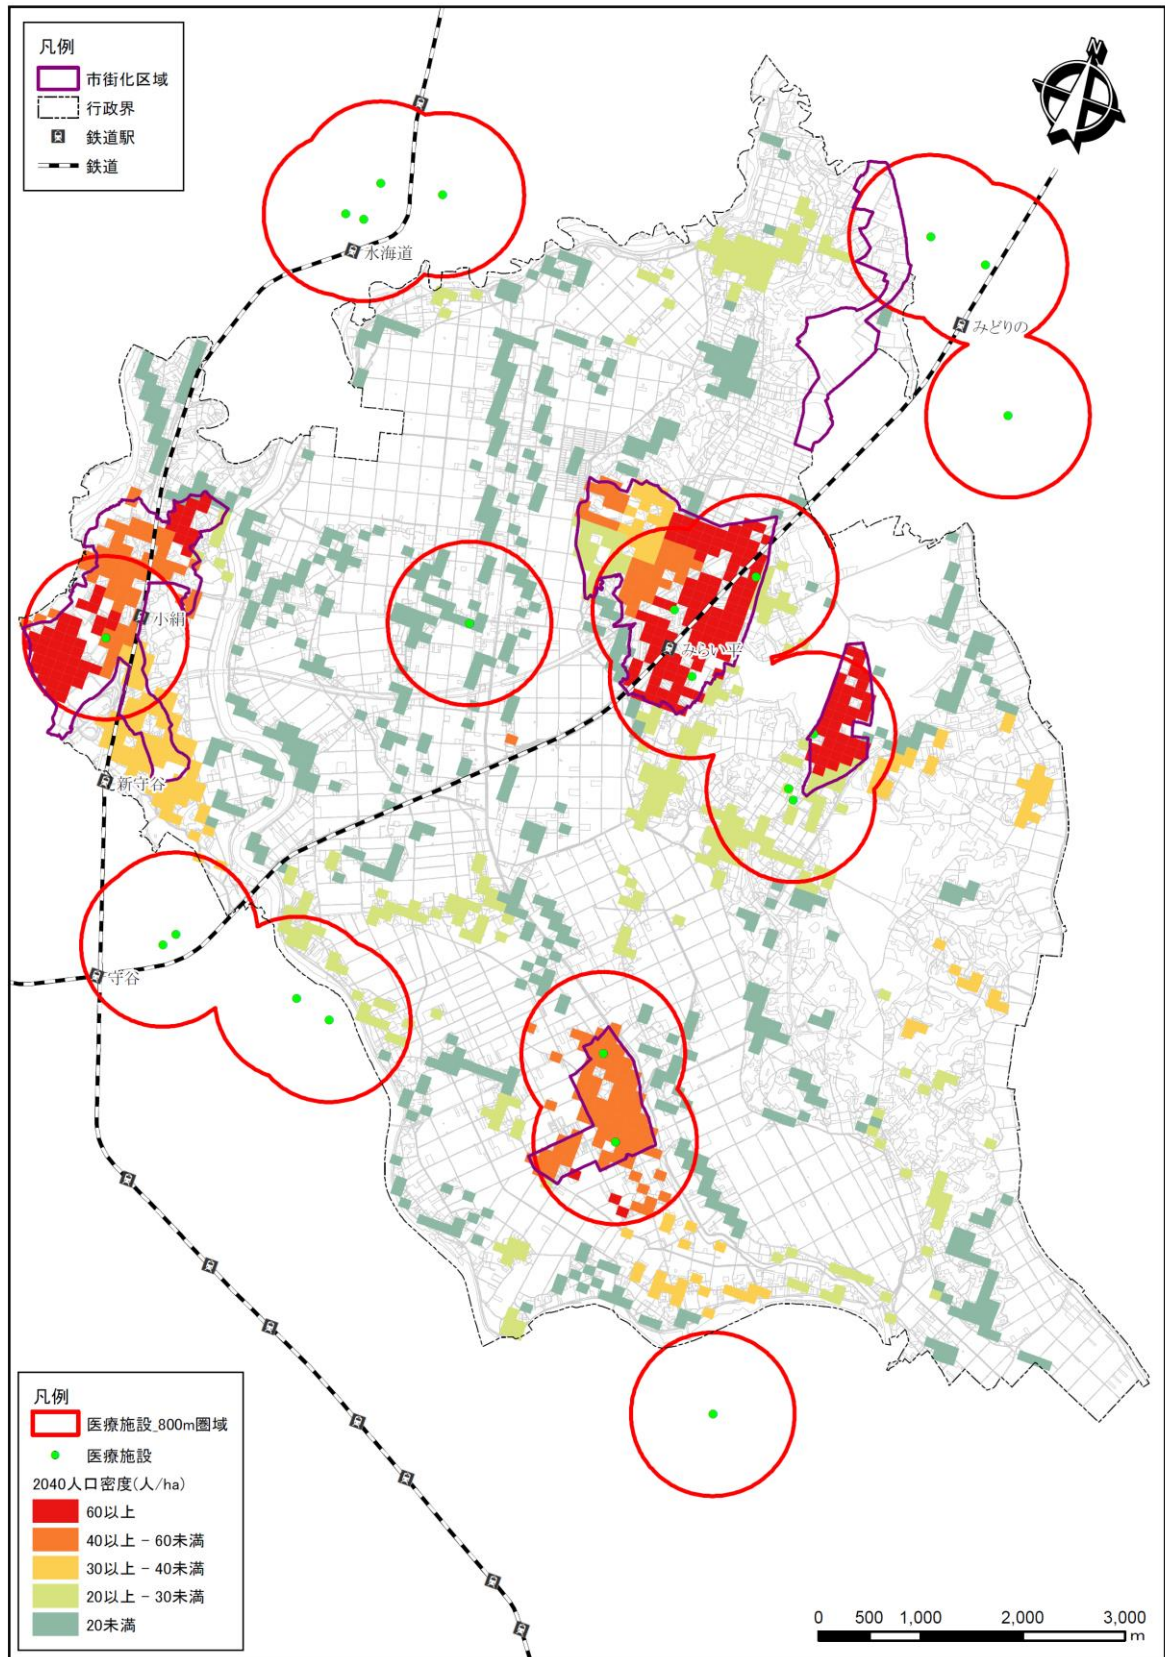 凡例
市街化区域
行政界
鉄道駅
鉄道
N
水海道
みどりの
小絹
みらい平
新守谷
守谷
凡例
医療施設_800m圏域
医療施設
2040人口密度(人/ha)
60以上
40以上 - 60未満
30以上 - 40未満
20以上 - 30未満
20未満
0 500 1,000 2,000 3,000
m